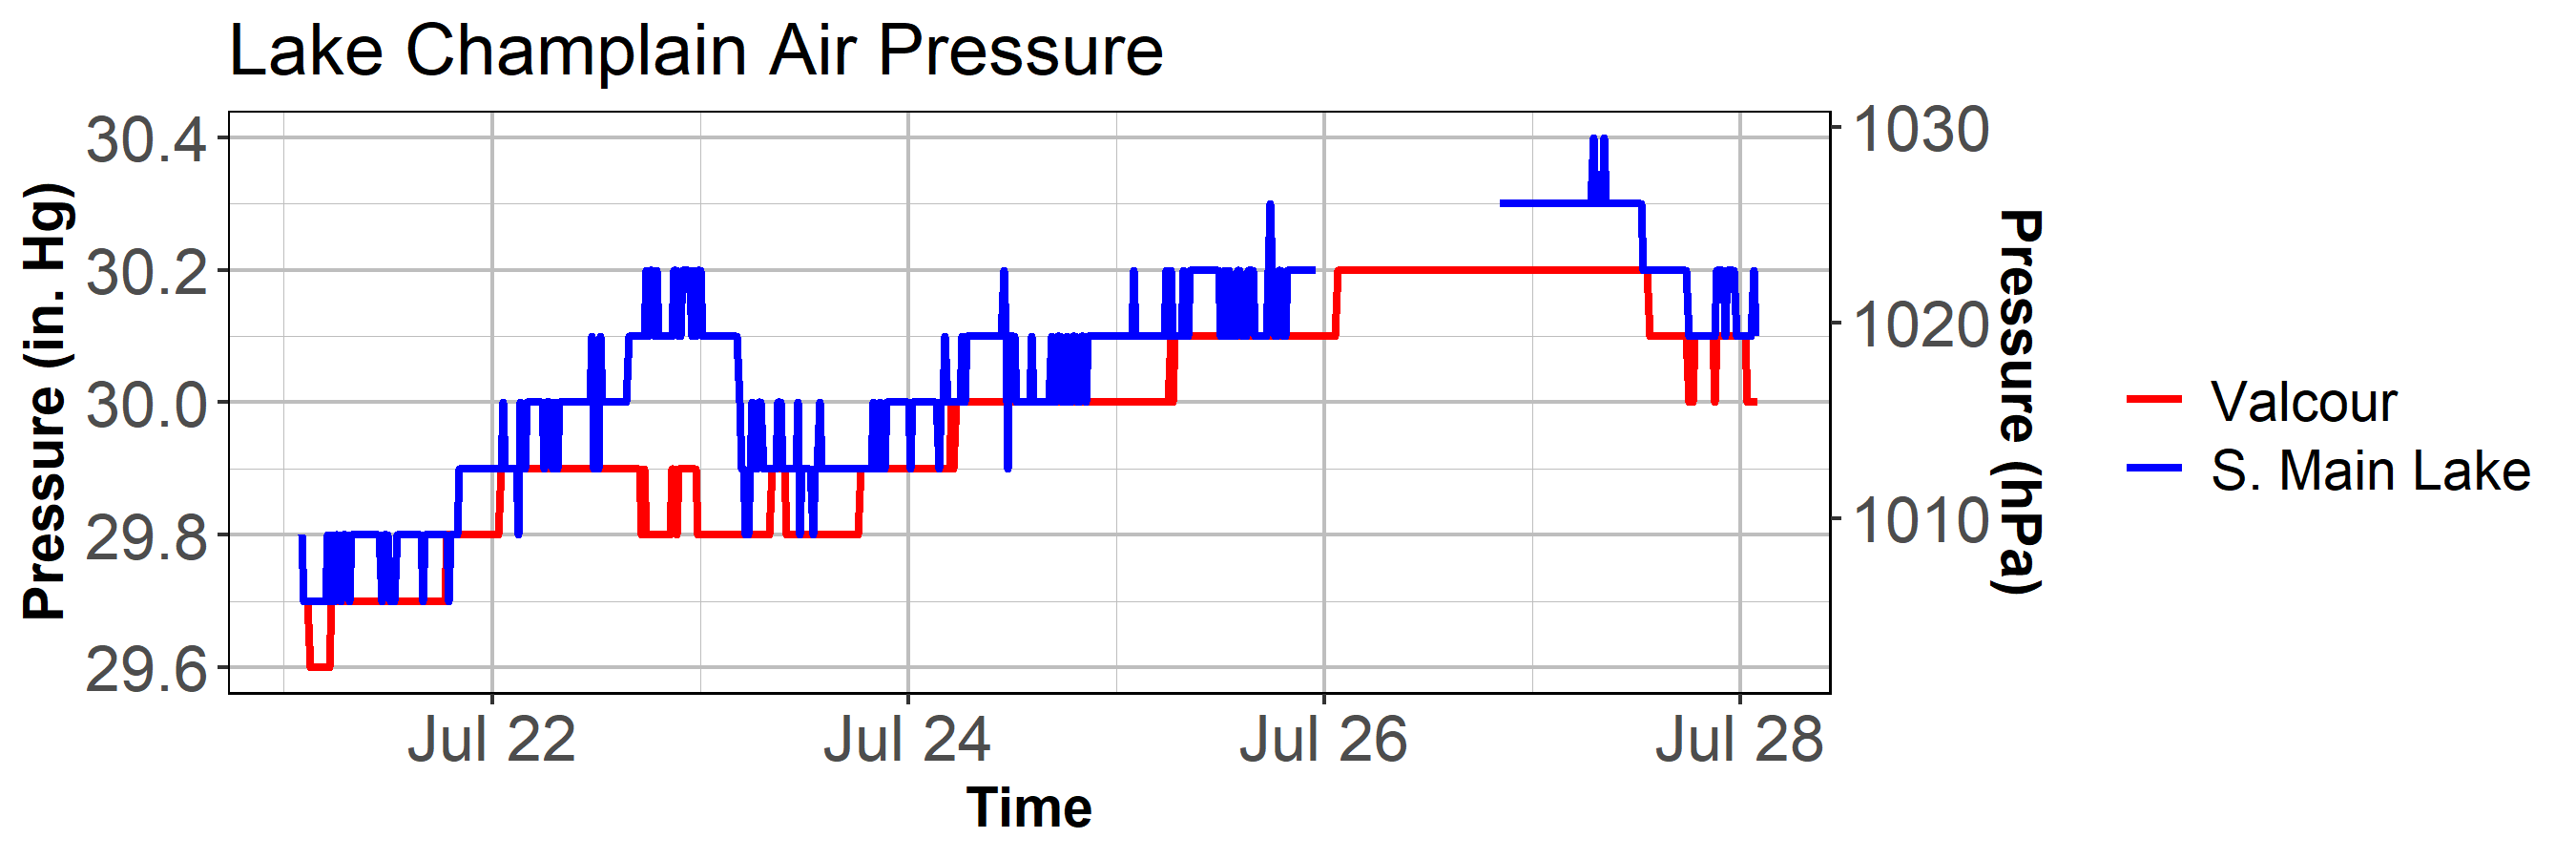 Lake Champlain Air Pressure
Pressure (in. Hg)
30.4
30.2
30.0
29.8
29.6
1030
1020
1010
Pressure (hPa)
Valcour
S. Main Lake
Jul 22 Jul 24 Jul 26 Jul 28
Time